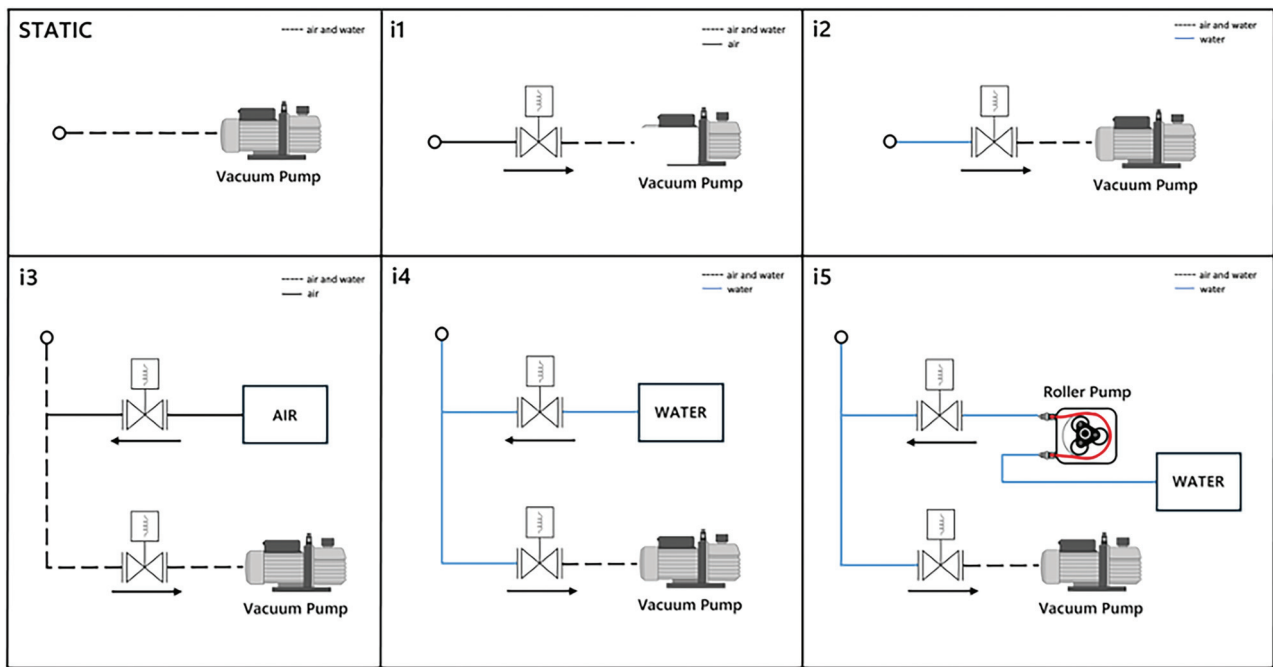 STATIC
air and water
Vacuum Pump
i1
air and water
air
Vacuum Pump
i2
air and water
water
Vacuum Pump
i3
air and water
air
AIR
Vacuum Pump
i4
air and water
water
WATER
Vacuum Pump
i5
air and water
water
Roller Pump
WATER
Vacuum Pump